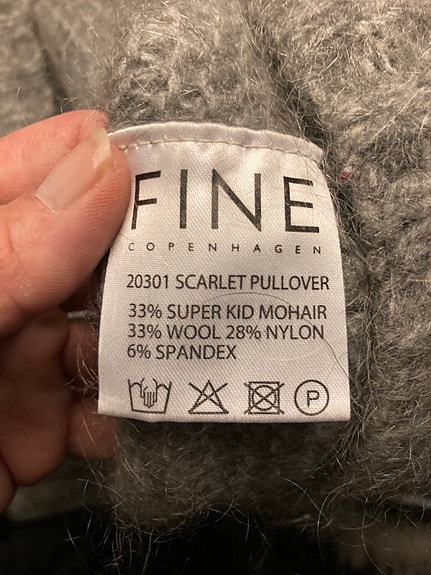 FINE
COPENHAGEN
20301 SCARLET PULLOVER
33% SUPER KID MOHAIR
33% WOOL 28% NYLON
6% SPANDEX
P